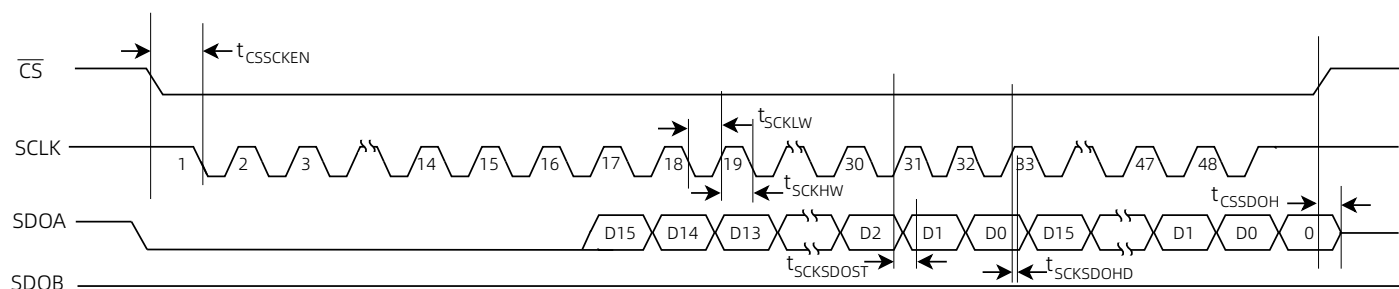 t_CSSCKEN
C̅S̅
t_SCKLW
SCLK 1 2 3 14 15 16 17 18 19 30 31 32 33 47 48
t_SCKHW
t_CSSDOH
SDOA D15 D14 D13 D2 D1 D0 D15 D1 D0 0
t_SCKSDOST t_SCKSDOHD
SDOB